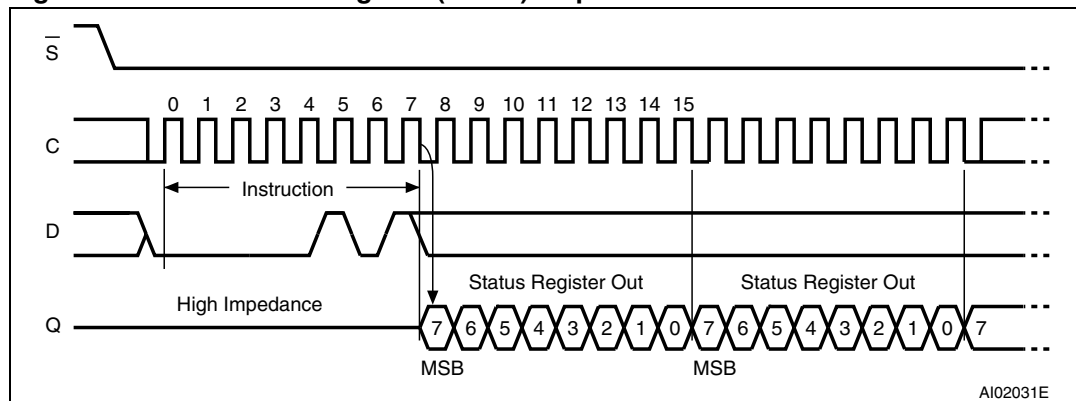 S
0 1 2 3 4 5 6 7 8 9 10 11 12 13 14 15
C
Instruction
D
Status Register Out Status Register Out
High Impedance
Q 7 6 5 4 3 2 1 0 7 6 5 4 3 2 1 0 7
MSB MSB
AI02031E